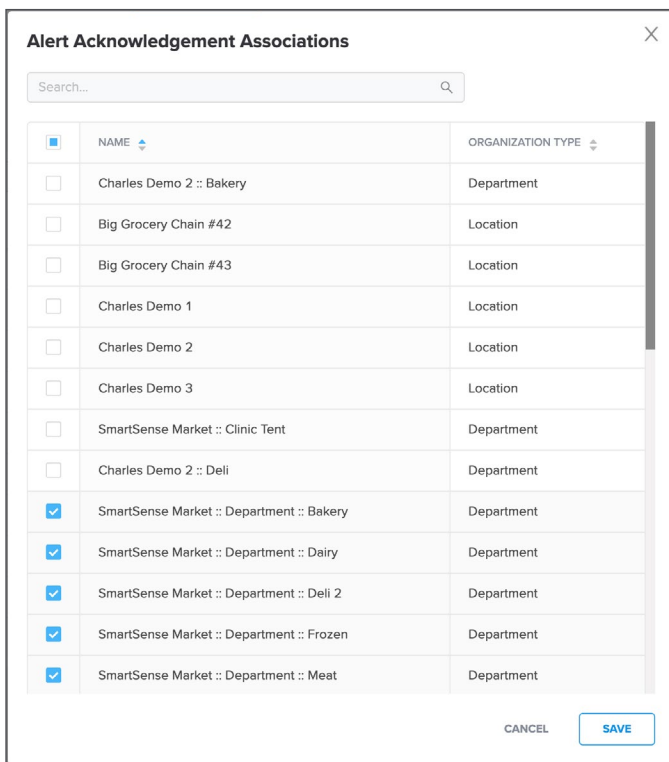 Alert Acknowledgement Associations
Search...
NAME ORGANIZATION TYPE
Charles Demo 2 :: Bakery Department
Big Grocery Chain #42 Location
Big Grocery Chain #43 Location
Charles Demo 1 Location
Charles Demo 2 Location
Charles Demo 3 Location
SmartSense Market :: Clinic Tent Department
Charles Demo 2 :: Deli Department
SmartSense Market :: Department :: Bakery Department
SmartSense Market :: Department :: Dairy Department
SmartSense Market :: Department :: Deli 2 Department
SmartSense Market :: Department :: Frozen Department
SmartSense Market :: Department :: Meat Department
CANCEL SAVE